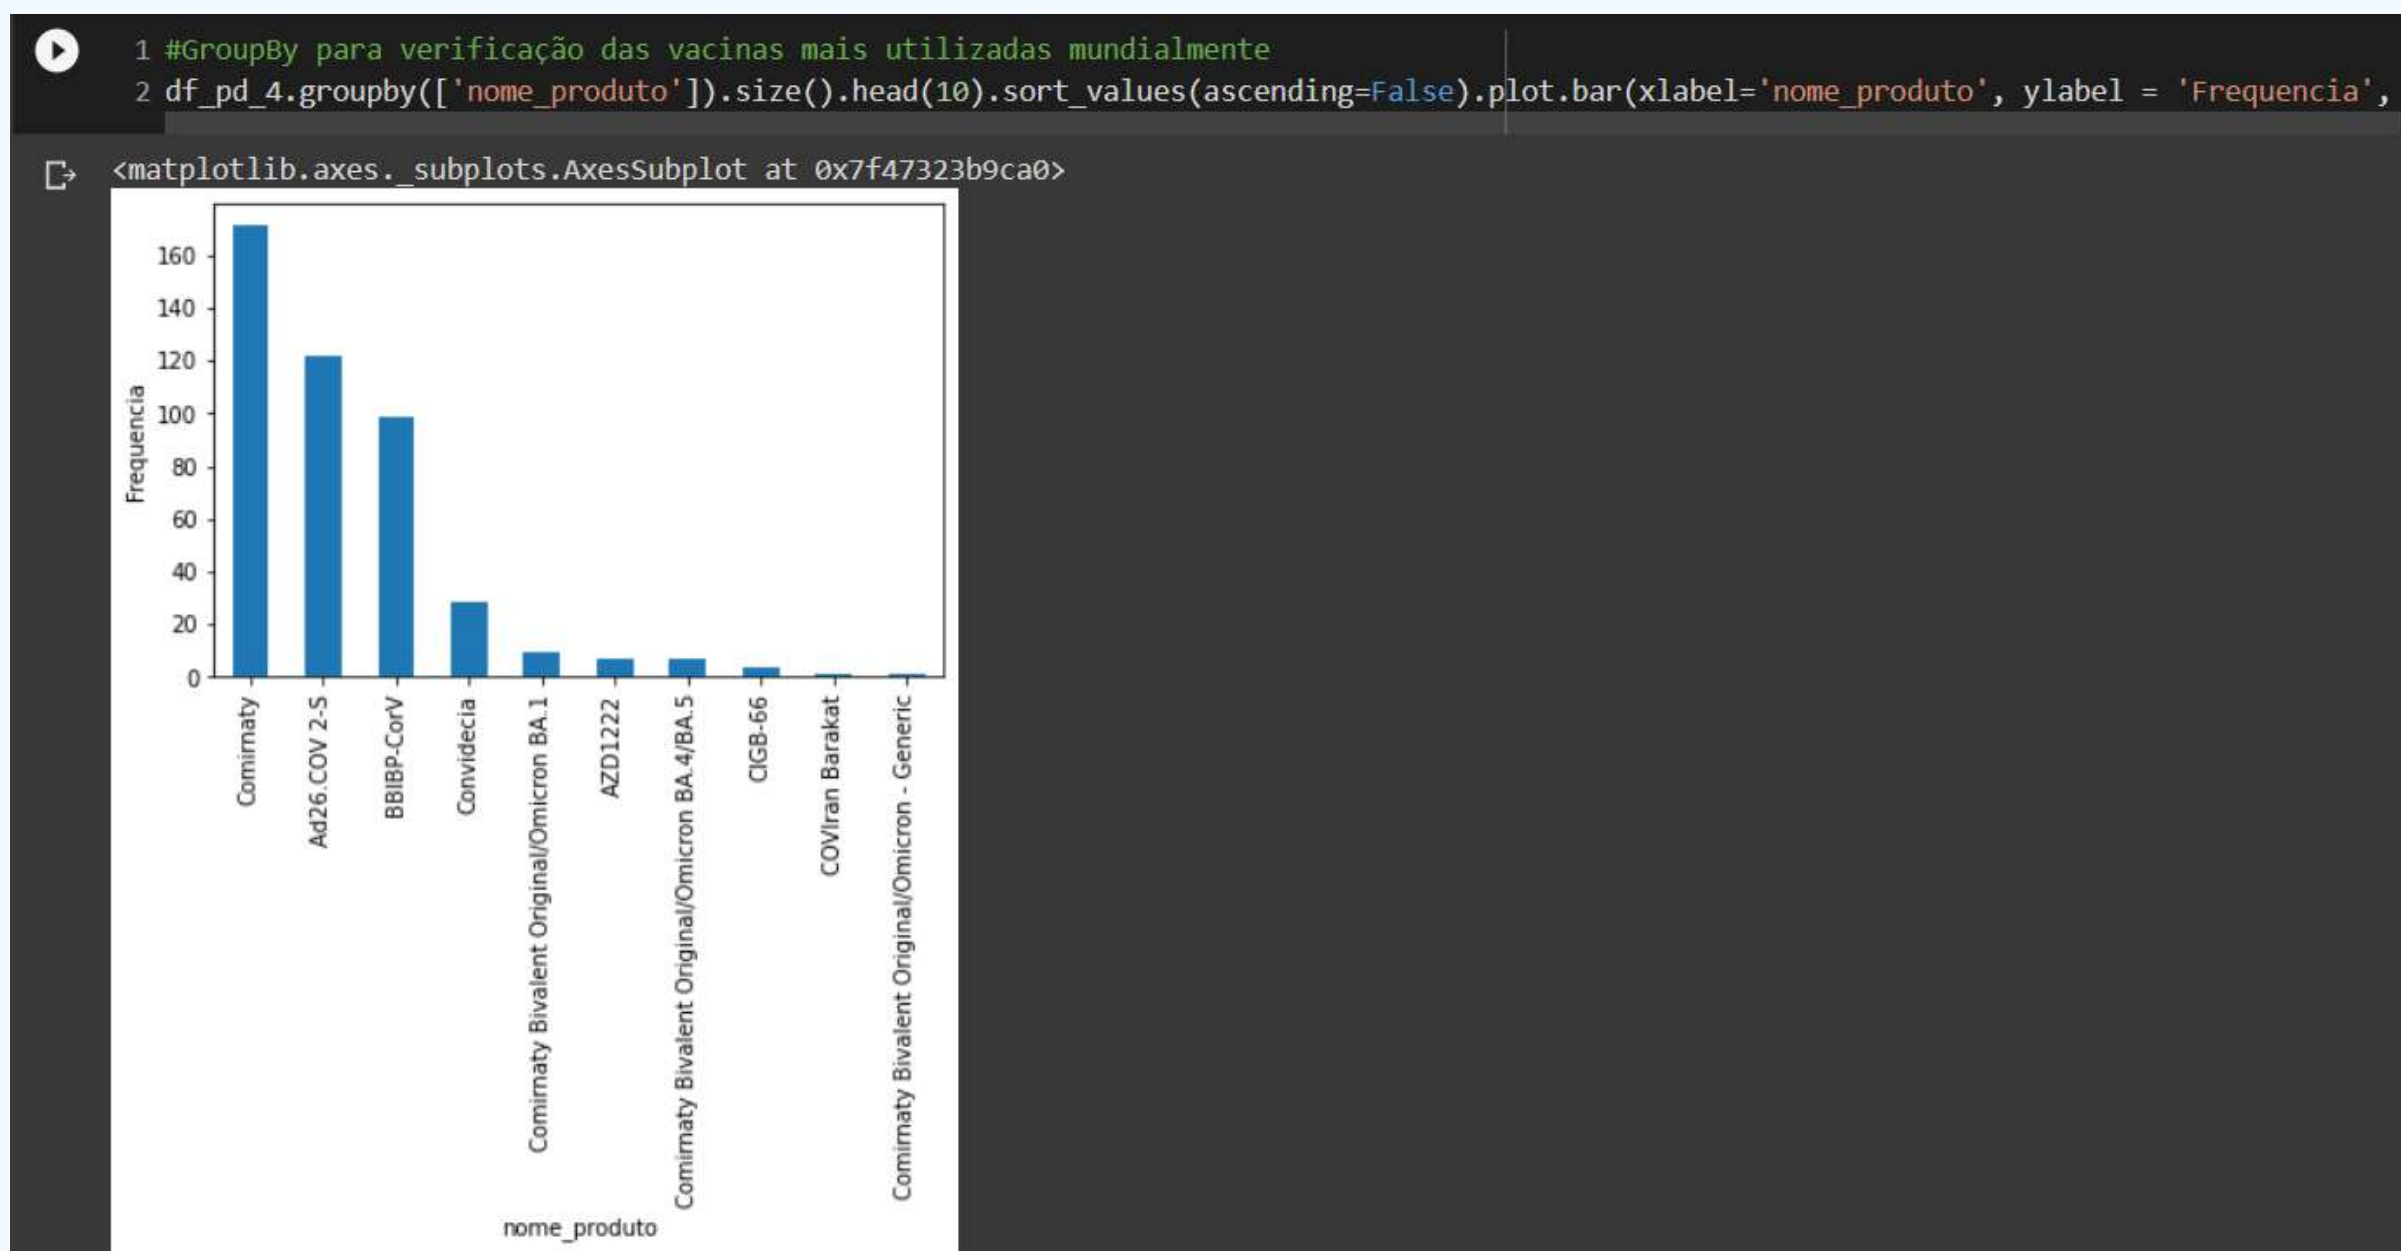 1 #GroupBy para verificação das vacinas mais utilizadas mundialmente
2 df_pd_4.groupby(['nome_produto']).size().head(10).sort_values(ascending=False).plot.bar(xlabel='nome_produto', ylabel = 'Frequencia',
<matplotlib.axes._subplots.AxesSubplot at 0x7f47323b9ca0>
160
140
120
100
80
60
40
20
0
Frequencia
Comirnaty
Ad26.COV 2-S
BBIBP-CorV
Convidecia
Comirnaty Bivalent Original/Omicron BA.1
AZD1222
Comirnaty Bivalent Original/Omicron BA.4/BA.5
CIGB-66
COVIran Barakat
Comirnaty Bivalent Original/Omicron - Generic
nome_produto